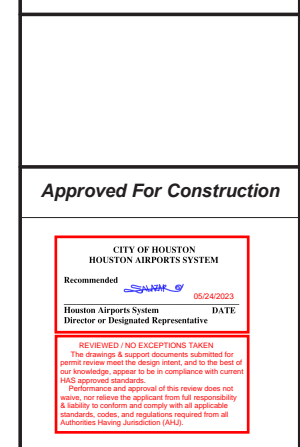 Approved For Construction
CITY OF HOUSTON
HOUSTON AIRPORTS SYSTEM
Recommended
SALAZAR
05/24/2023
Houston Airports System DATE
Director or Designated Representative
REVIEWED / NO EXCEPTIONS TAKEN
The drawings & support documents submitted for
permit review meet the design intent, and to the best of
our knowledge, appear to be in compliance with current
HAS approved standards.
Performance and approval of this review does not
waive, nor relieve the applicant from full responsibility
& liability to conform and comply with all applicable
standards, codes, and regulations required from all
Authorities Having Jurisdiction (AHJ).